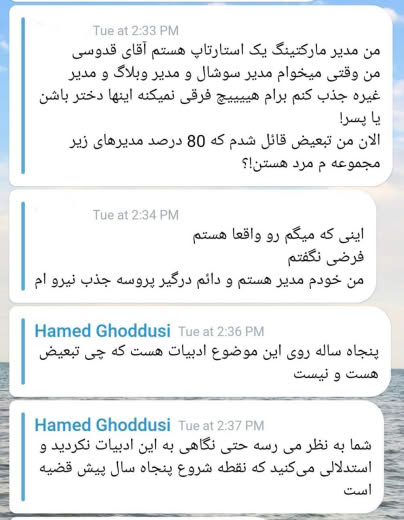 Tue at 2:33 PM
من مدیر مارکتینگ یک استارتاپ هستم آقای قدوسی
من وقتی میخوام مدیر سوشال و مدیر وبلاگ و مدیر
غیره جذب کنم برام هییییچ فرقی نمیکنه اینها دختر باشن
یا پسر!
الان من تبعیض قائل شدم که 80 درصد مدیرهای زیر
مجموعه م مرد هستن!؟
Tue at 2:34 PM
اینی که میگم رو واقعا هستم
فرضی نگفتم
من خودم مدیر هستم و دائم درگیر پروسه جذب نیرو ام
Hamed Ghoddusi Tue at 2:36 PM
پنجاه ساله روی این موضوع ادبیات هست که چی تبعیض
هست و نیست
Hamed Ghoddusi Tue at 2:37 PM
شما به نظر می رسه حتی نگاهی به این ادبیات نکردید و
استدلالی می‌کنید که نقطه شروع پنجاه سال پیش قضیه
است